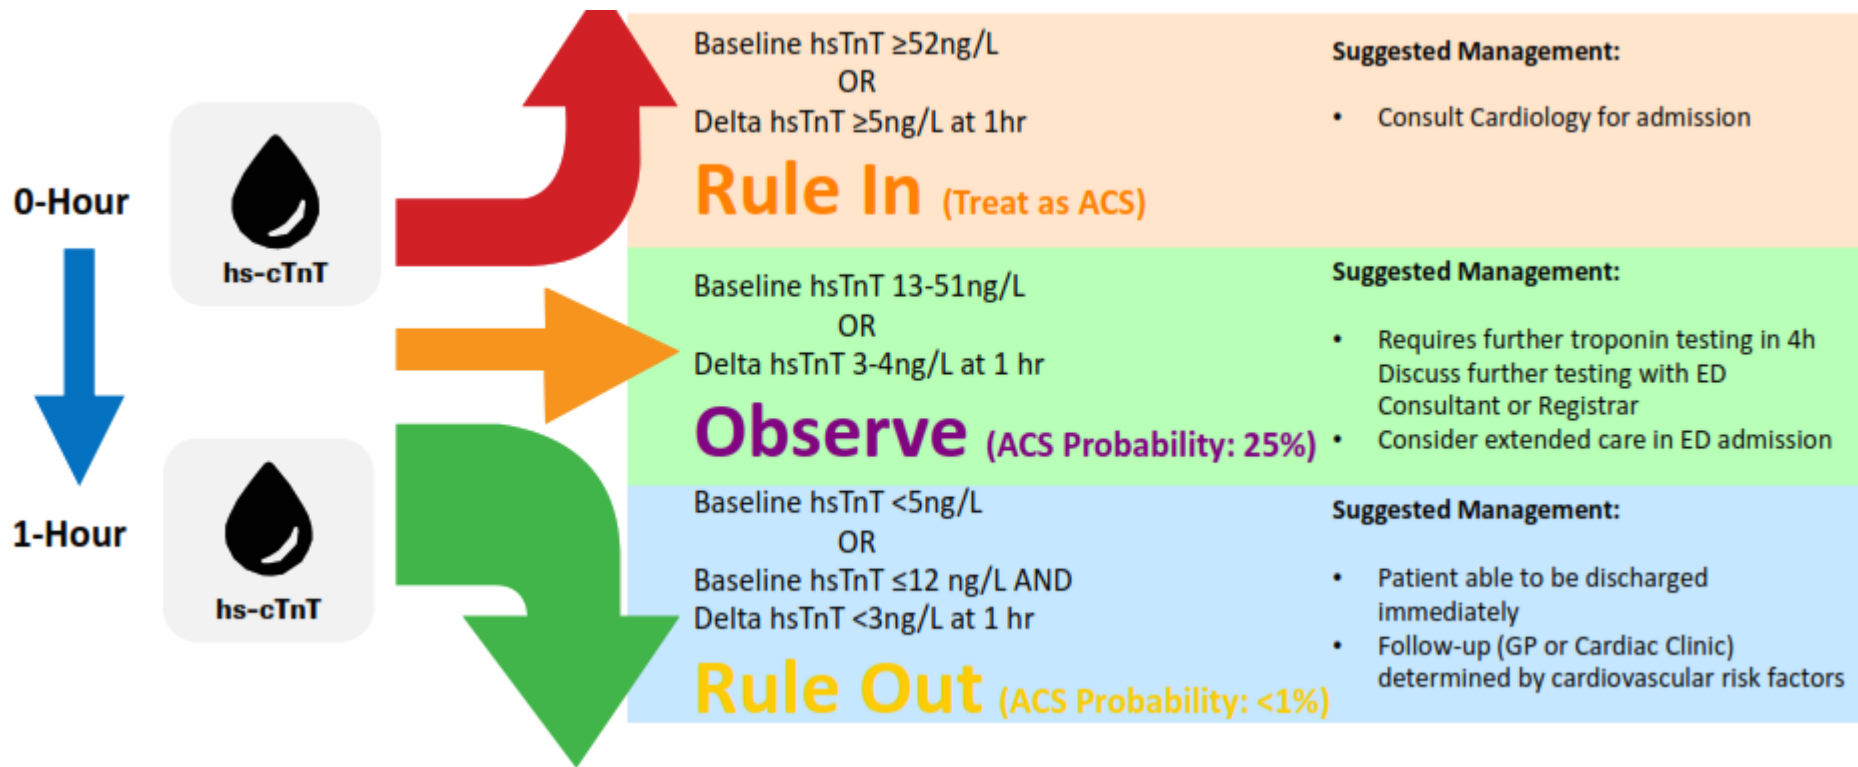 0-Hour
hs-cTnT
1-Hour
hs-cTnT
Baseline hsTnT ≥52ng/L
OR
Delta hsTnT ≥5ng/L at 1hr
Rule In (Treat as ACS)
Suggested Management:
• Consult Cardiology for admission
Baseline hsTnT 13-51ng/L
OR
Delta hsTnT 3-4ng/L at 1 hr
Observe (ACS Probability: 25%)
Suggested Management:
• Requires further troponin testing in 4h
Discuss further testing with ED
Consultant or Registrar
• Consider extended care in ED admission
Baseline hsTnT <5ng/L
OR
Baseline hsTnT ≤12 ng/L AND
Delta hsTnT <3ng/L at 1 hr
Rule Out (ACS Probability: <1%)
Suggested Management:
• Patient able to be discharged
immediately
• Follow-up (GP or Cardiac Clinic)
determined by cardiovascular risk factors